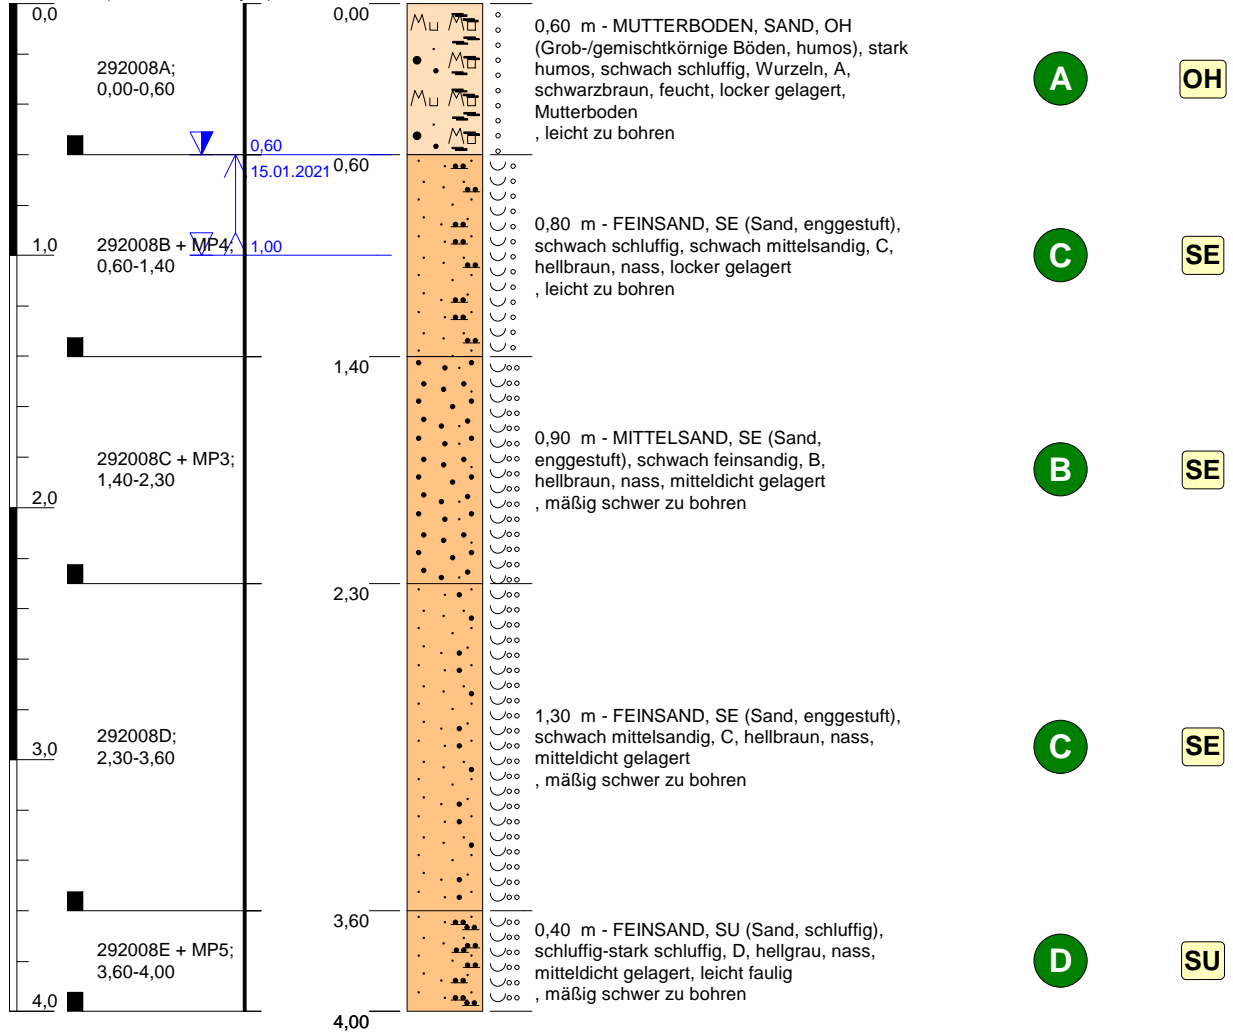 0,0
0,00
0,60 m - MUTTERBODEN, SAND, OH
(Grob-/gemischtkörnige Böden, humos), stark
humos, schwach schluffig, Wurzeln, A,
schwarzbraun, feucht, locker gelagert,
Mutterboden
, leicht zu bohren
A
OH
292008A;
0,00-0,60
0,60
15.01.2021
0,60
1,0
292008B + MP4;
0,60-1,40
1,00
0,80 m - FEINSAND, SE (Sand, enggestuft),
schwach schluffig, schwach mittelsandig, C,
hellbraun, nass, locker gelagert
, leicht zu bohren
C
SE
1,40
292008C + MP3;
1,40-2,30
0,90 m - MITTELSAND, SE (Sand,
enggestuft), schwach feinsandig, B,
hellbraun, nass, mitteldicht gelagert
, mäßig schwer zu bohren
B
SE
2,0
2,30
292008D;
2,30-3,60
1,30 m - FEINSAND, SE (Sand, enggestuft),
schwach mittelsandig, C, hellbraun, nass,
mitteldicht gelagert
, mäßig schwer zu bohren
C
SE
3,0
3,60
292008E + MP5;
3,60-4,00
0,40 m - FEINSAND, SU (Sand, schluffig),
schluffig-stark schluffig, D, hellgrau, nass,
mitteldicht gelagert, leicht faulig
, mäßig schwer zu bohren
D
SU
4,0
4,00